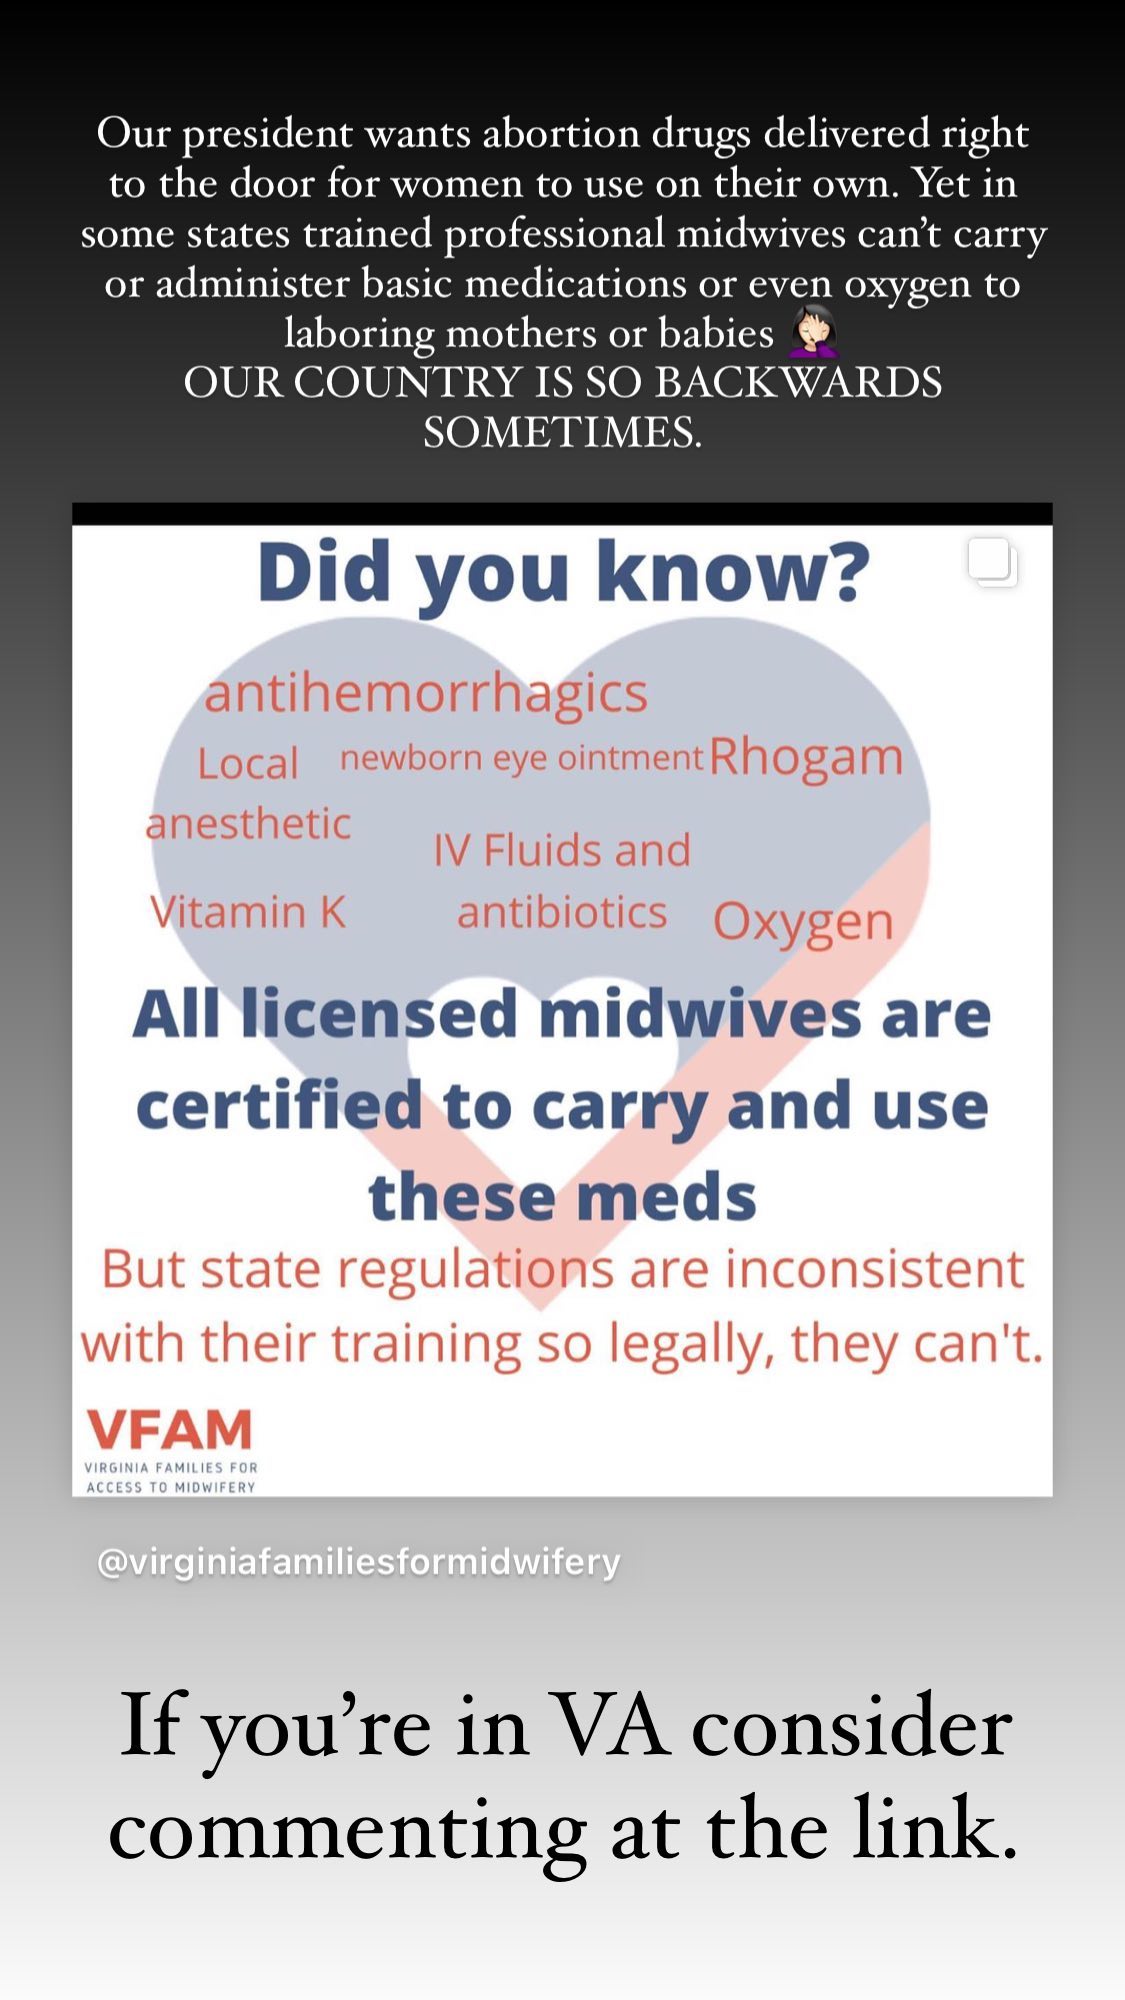 Our president wants abortion drugs delivered right
to the door for women to use on their own. Yet in
some states trained professional midwives can’t carry
or administer basic medications or even oxygen to
laboring mothers or babies 🤦🏻‍♀️
OUR COUNTRY IS SO BACKWARDS
SOMETIMES.
Did you know?
antihemorrhagics
Local newborn eye ointment Rhogam
anesthetic
IV Fluids and
Vitamin K antibiotics Oxygen
All licensed midwives are
certified to carry and use
these meds
But state regulations are inconsistent
with their training so legally, they can't.
VFAM
VIRGINIA FAMILIES FOR
ACCESS TO MIDWIFERY
@virginiafamiliesformidwifery
If you’re in VA consider
commenting at the link.